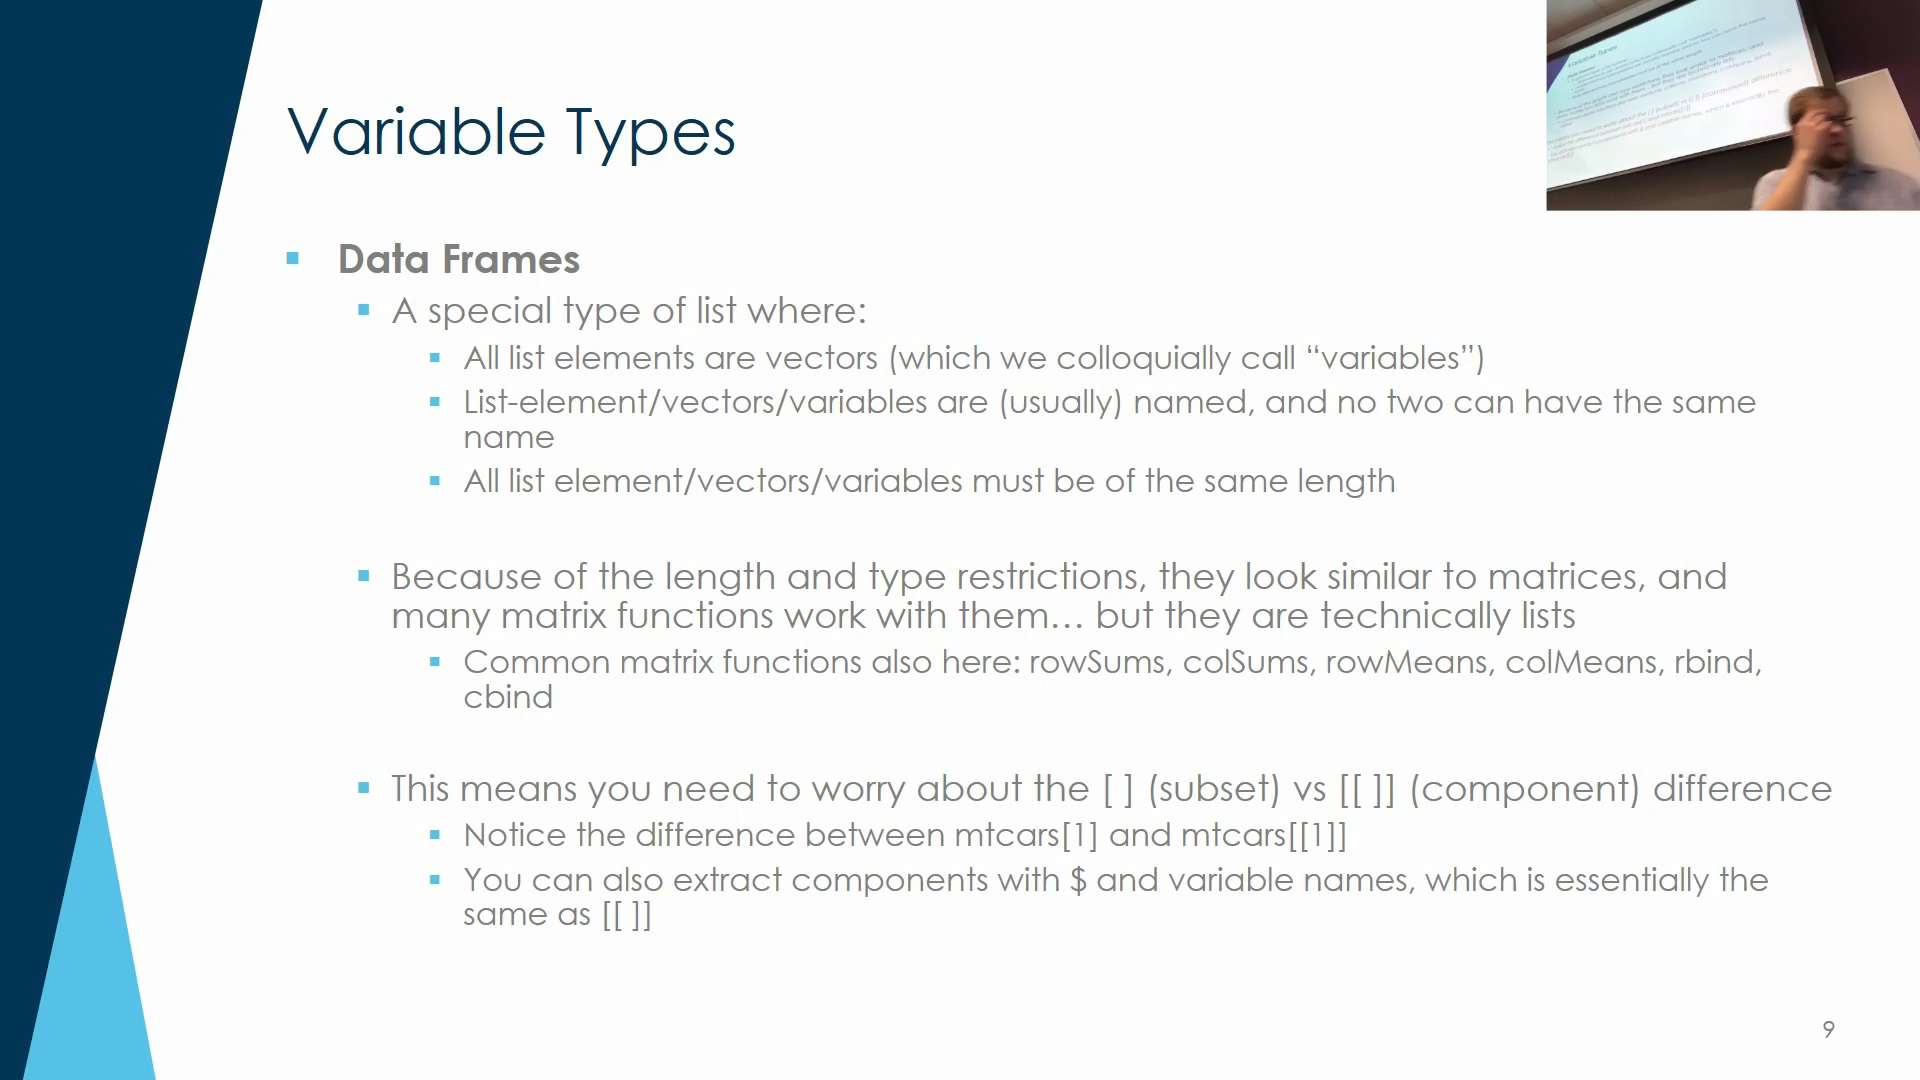 Variable Types
Data Frames
A special type of list where:
All list elements are vectors (which we colloquially call “variables”)
List-element/vectors/variables are (usually) named, and no two can have the same
name
All list element/vectors/variables must be of the same length
Because of the length and type restrictions, they look similar to matrices, and
many matrix functions work with them… but they are technically lists
Common matrix functions also here: rowSums, colSums, rowMeans, colMeans, rbind,
cbind
This means you need to worry about the [ ] (subset) vs [[ ]] (component) difference
Notice the difference between mtcars[1] and mtcars[[1]]
You can also extract components with $ and variable names, which is essentially the
same as [[ ]]
9